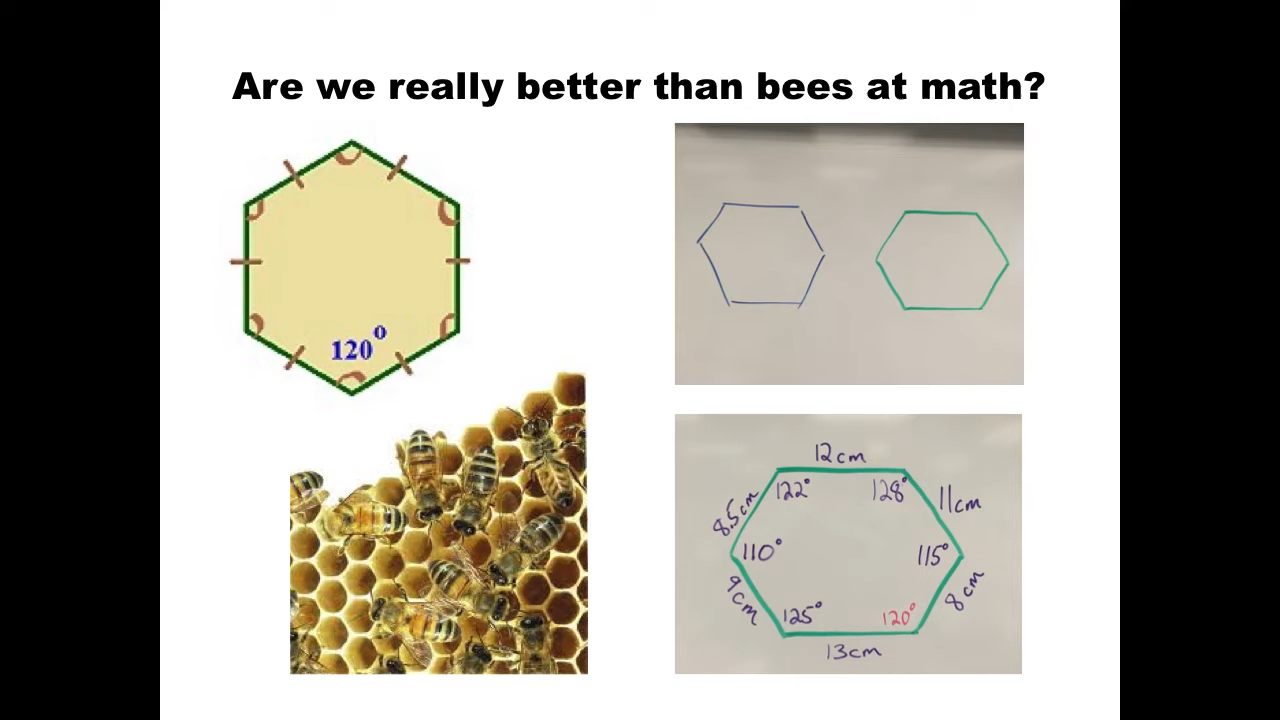 Are we really better than bees at math?
120°
12cm
122°
128°
8.5cm
11cm
110°
115°
9cm
8cm
125°
120°
13cm